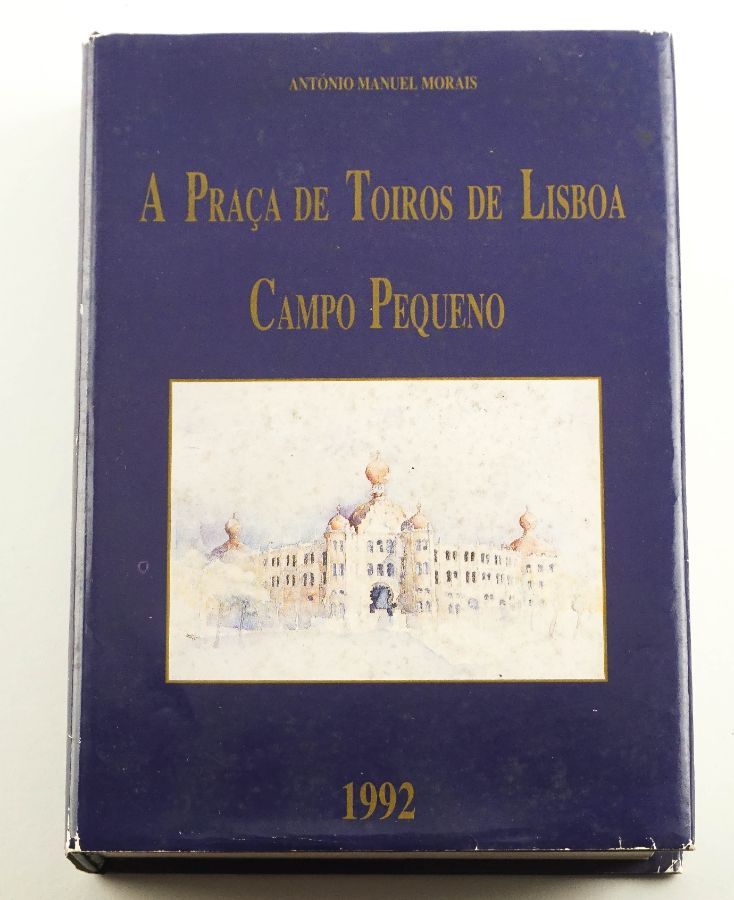 ANTÓNIO MANUEL MORAIS
A PRAÇA DE TOIROS DE LISBOA
CAMPO PEQUENO
1992